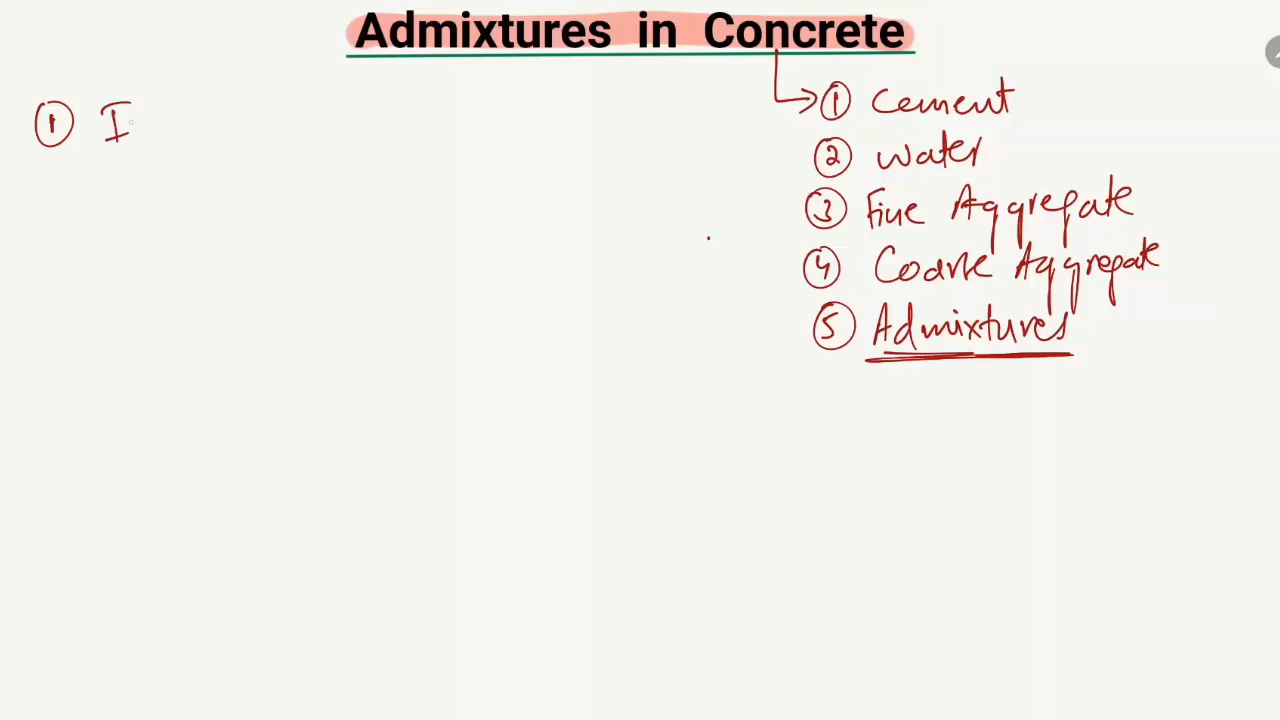 Admixtures in Concrete
① I
① Cement
② Water
③ Fine Aggregate
④ Coarse Aggregate
⑤ Admixtures